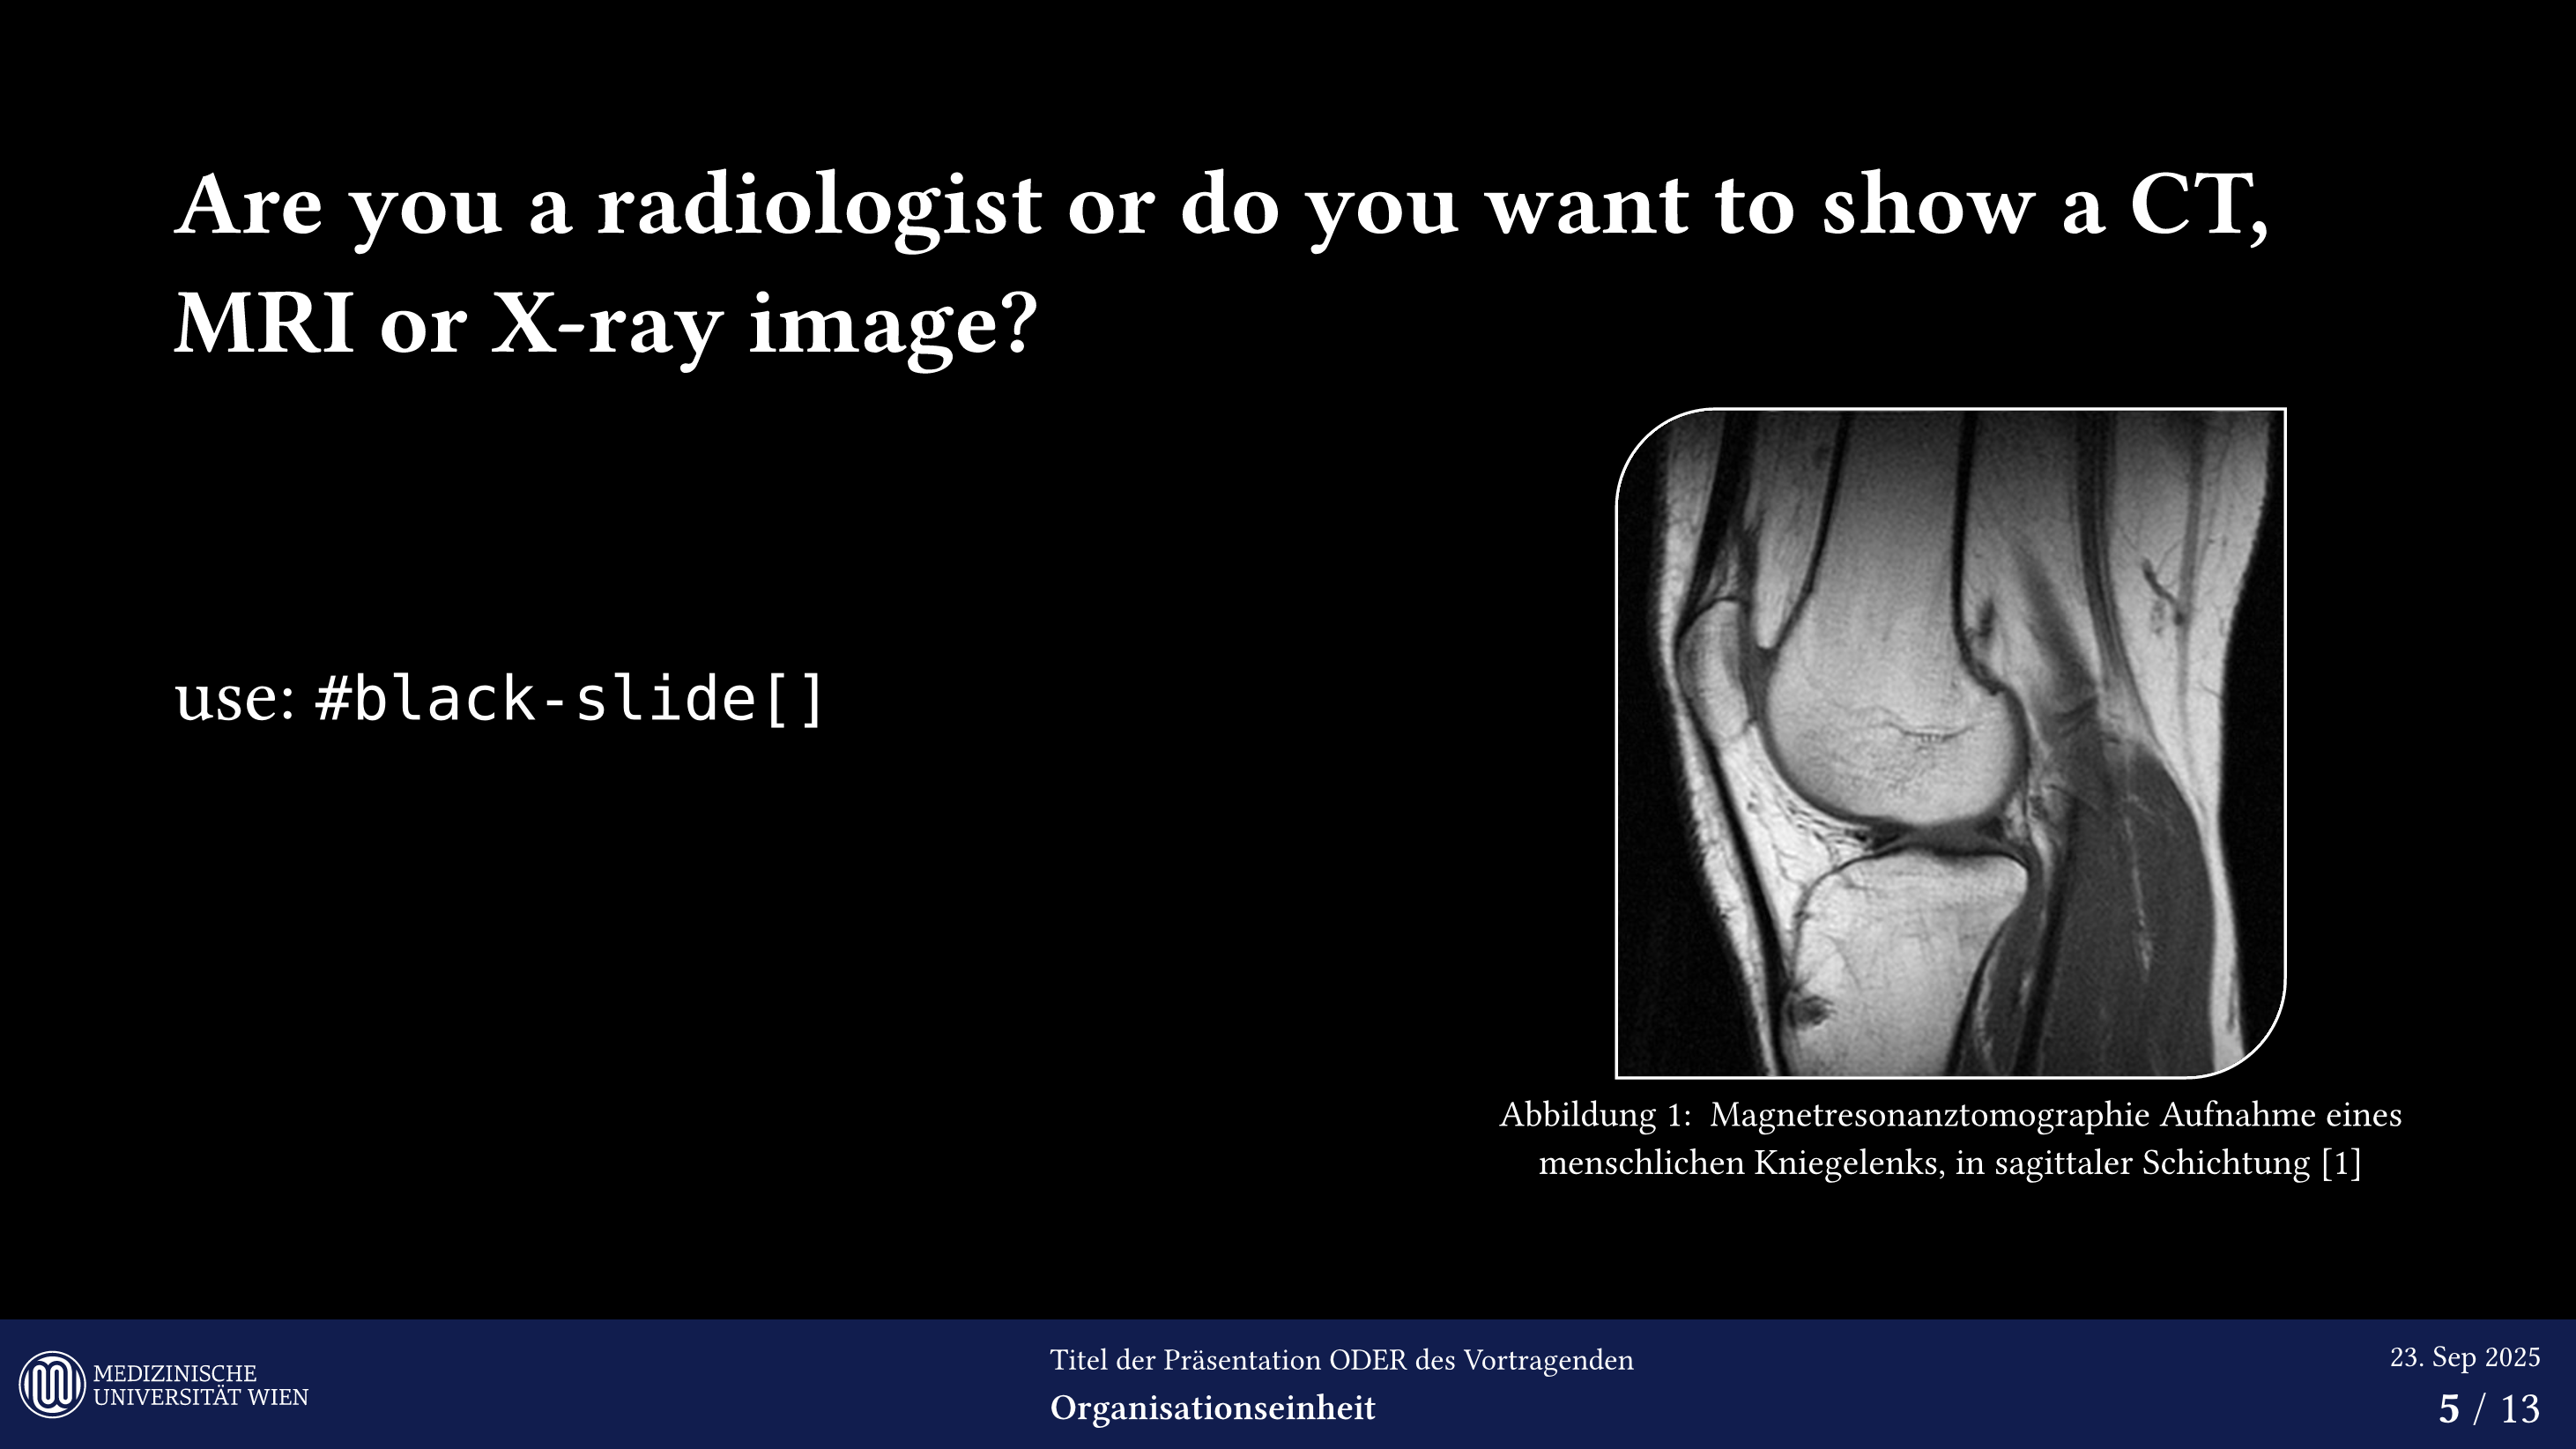 Are you a radiologist or do you want to show a CT,
MRI or X-ray image?
use: #black-slide[]
Abbildung 1: Magnetresonanztomographie Aufnahme eines
menschlichen Kniegelenks, in sagittaler Schichtung [1]
MEDIZINISCHE
UNIVERSITÄT WIEN
Titel der Präsentation ODER des Vortragenden
Organisationseinheit
23. Sep 2025
5 / 13